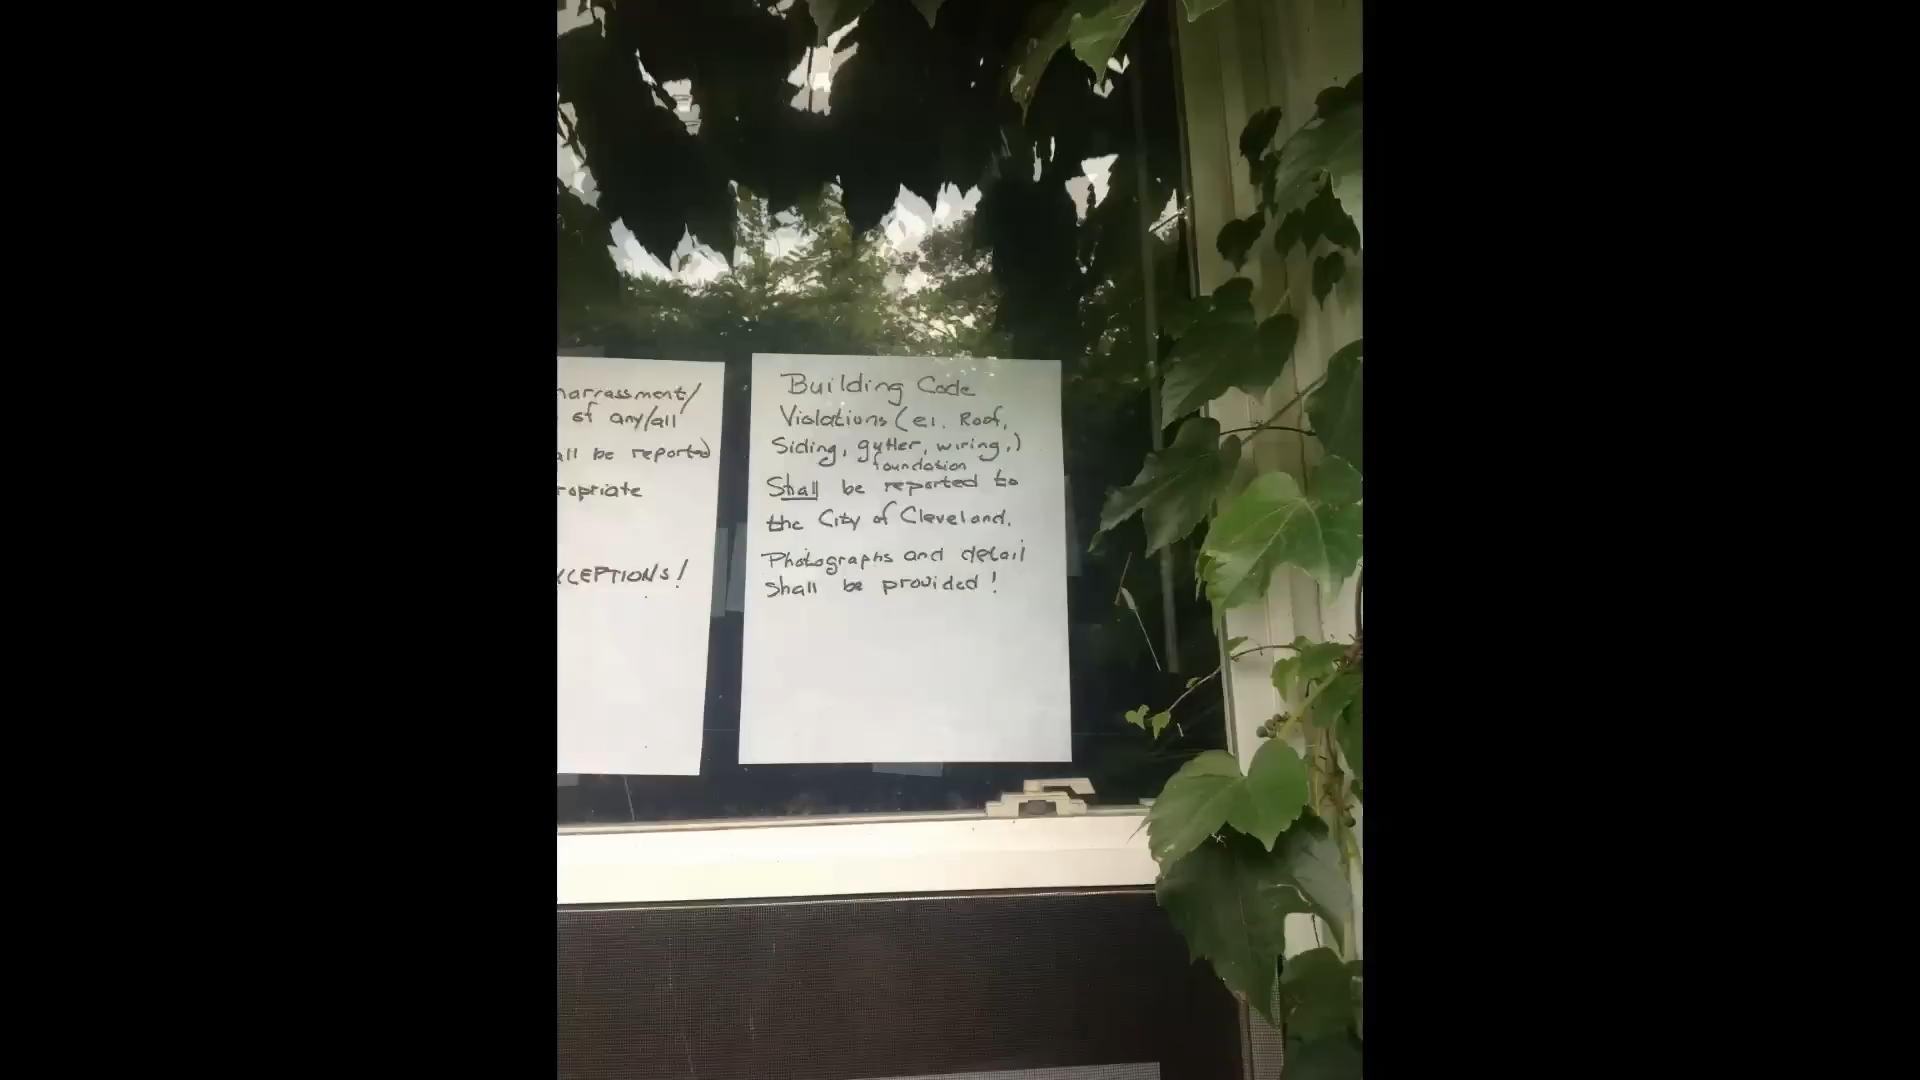 harrassment/
of any/all
all be reported
ropriate
XCEPTIONS!
Building Code
Violations (ei. Roof,
Siding, gutter, wiring,)
foundation
Shall be reported to
the City of Cleveland.
Photographs and detail
shall be provided!